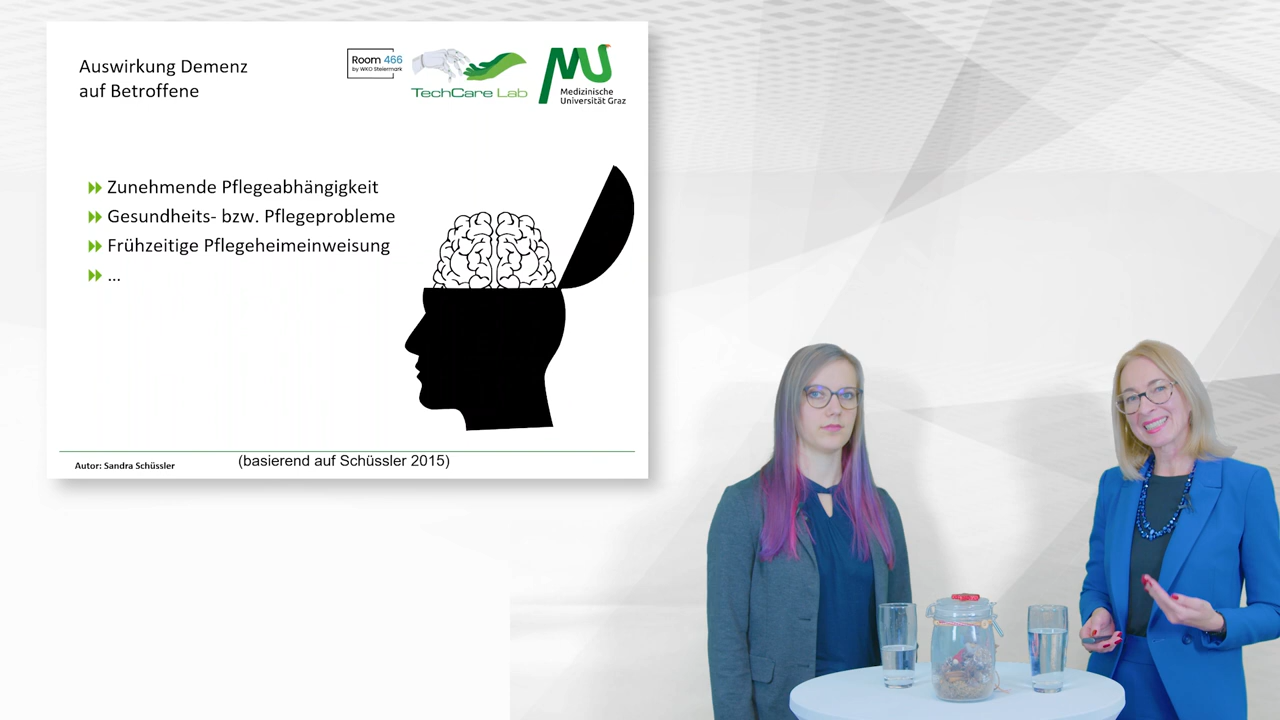 Auswirkung Demenz
auf Betroffene
Room 466
by WKO Steiermark
TechCare Lab
Medizinische
Universität Graz
Zunehmende Pflegeabhängigkeit
Gesundheits- bzw. Pflegeprobleme
Frühzeitige Pflegeheimeinweisung
...
Autor: Sandra Schüssler
(basierend auf Schüssler 2015)